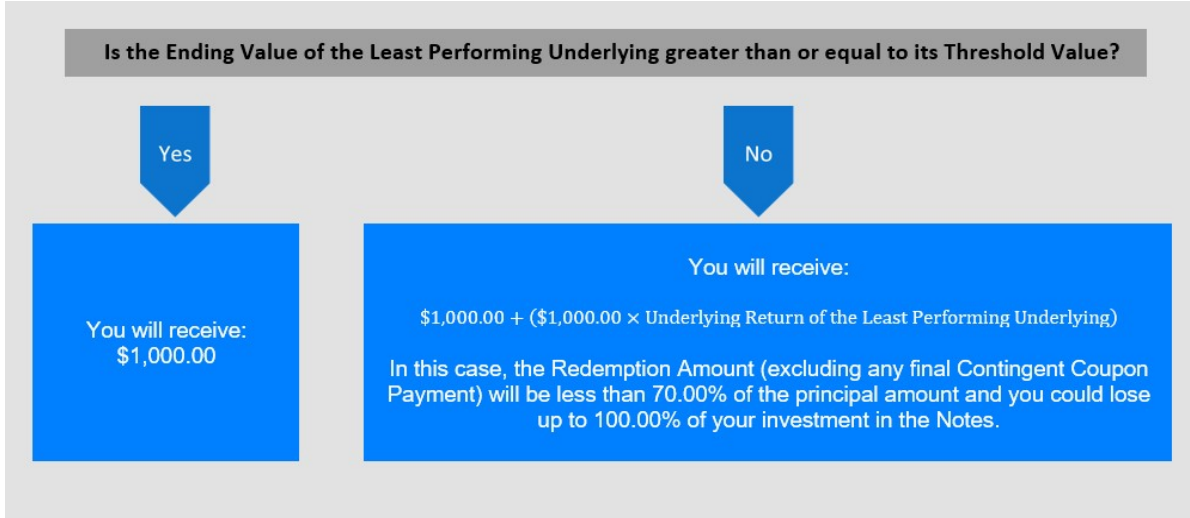 Is the Ending Value of the Least Performing Underlying greater than or equal to its Threshold Value?
Yes
No
You will receive:
$1,000.00
You will receive:
$1,000.00 + ($1,000.00 × Underlying Return of the Least Performing Underlying)
In this case, the Redemption Amount (excluding any final Contingent Coupon
Payment) will be less than 70.00% of the principal amount and you could lose
up to 100.00% of your investment in the Notes.